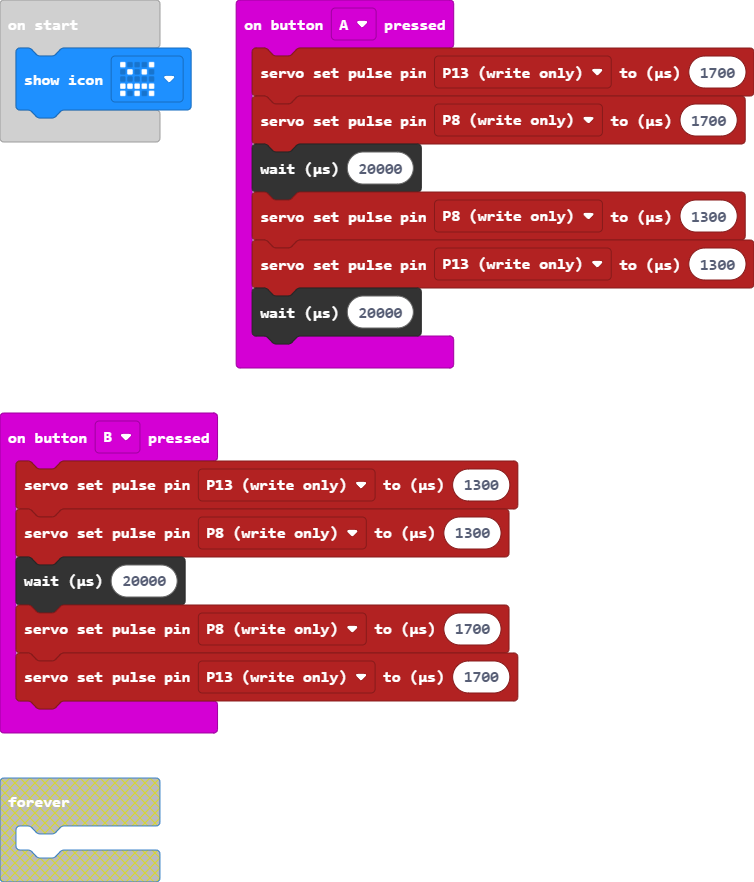 on start
show icon
on button A pressed
servo set pulse pin P13 (write only) to (μs) 1700
servo set pulse pin P8 (write only) to (μs) 1700
wait (μs) 20000
servo set pulse pin P8 (write only) to (μs) 1300
servo set pulse pin P13 (write only) to (μs) 1300
wait (μs) 20000
on button B pressed
servo set pulse pin P13 (write only) to (μs) 1300
servo set pulse pin P8 (write only) to (μs) 1300
wait (μs) 20000
servo set pulse pin P8 (write only) to (μs) 1700
servo set pulse pin P13 (write only) to (μs) 1700
forever